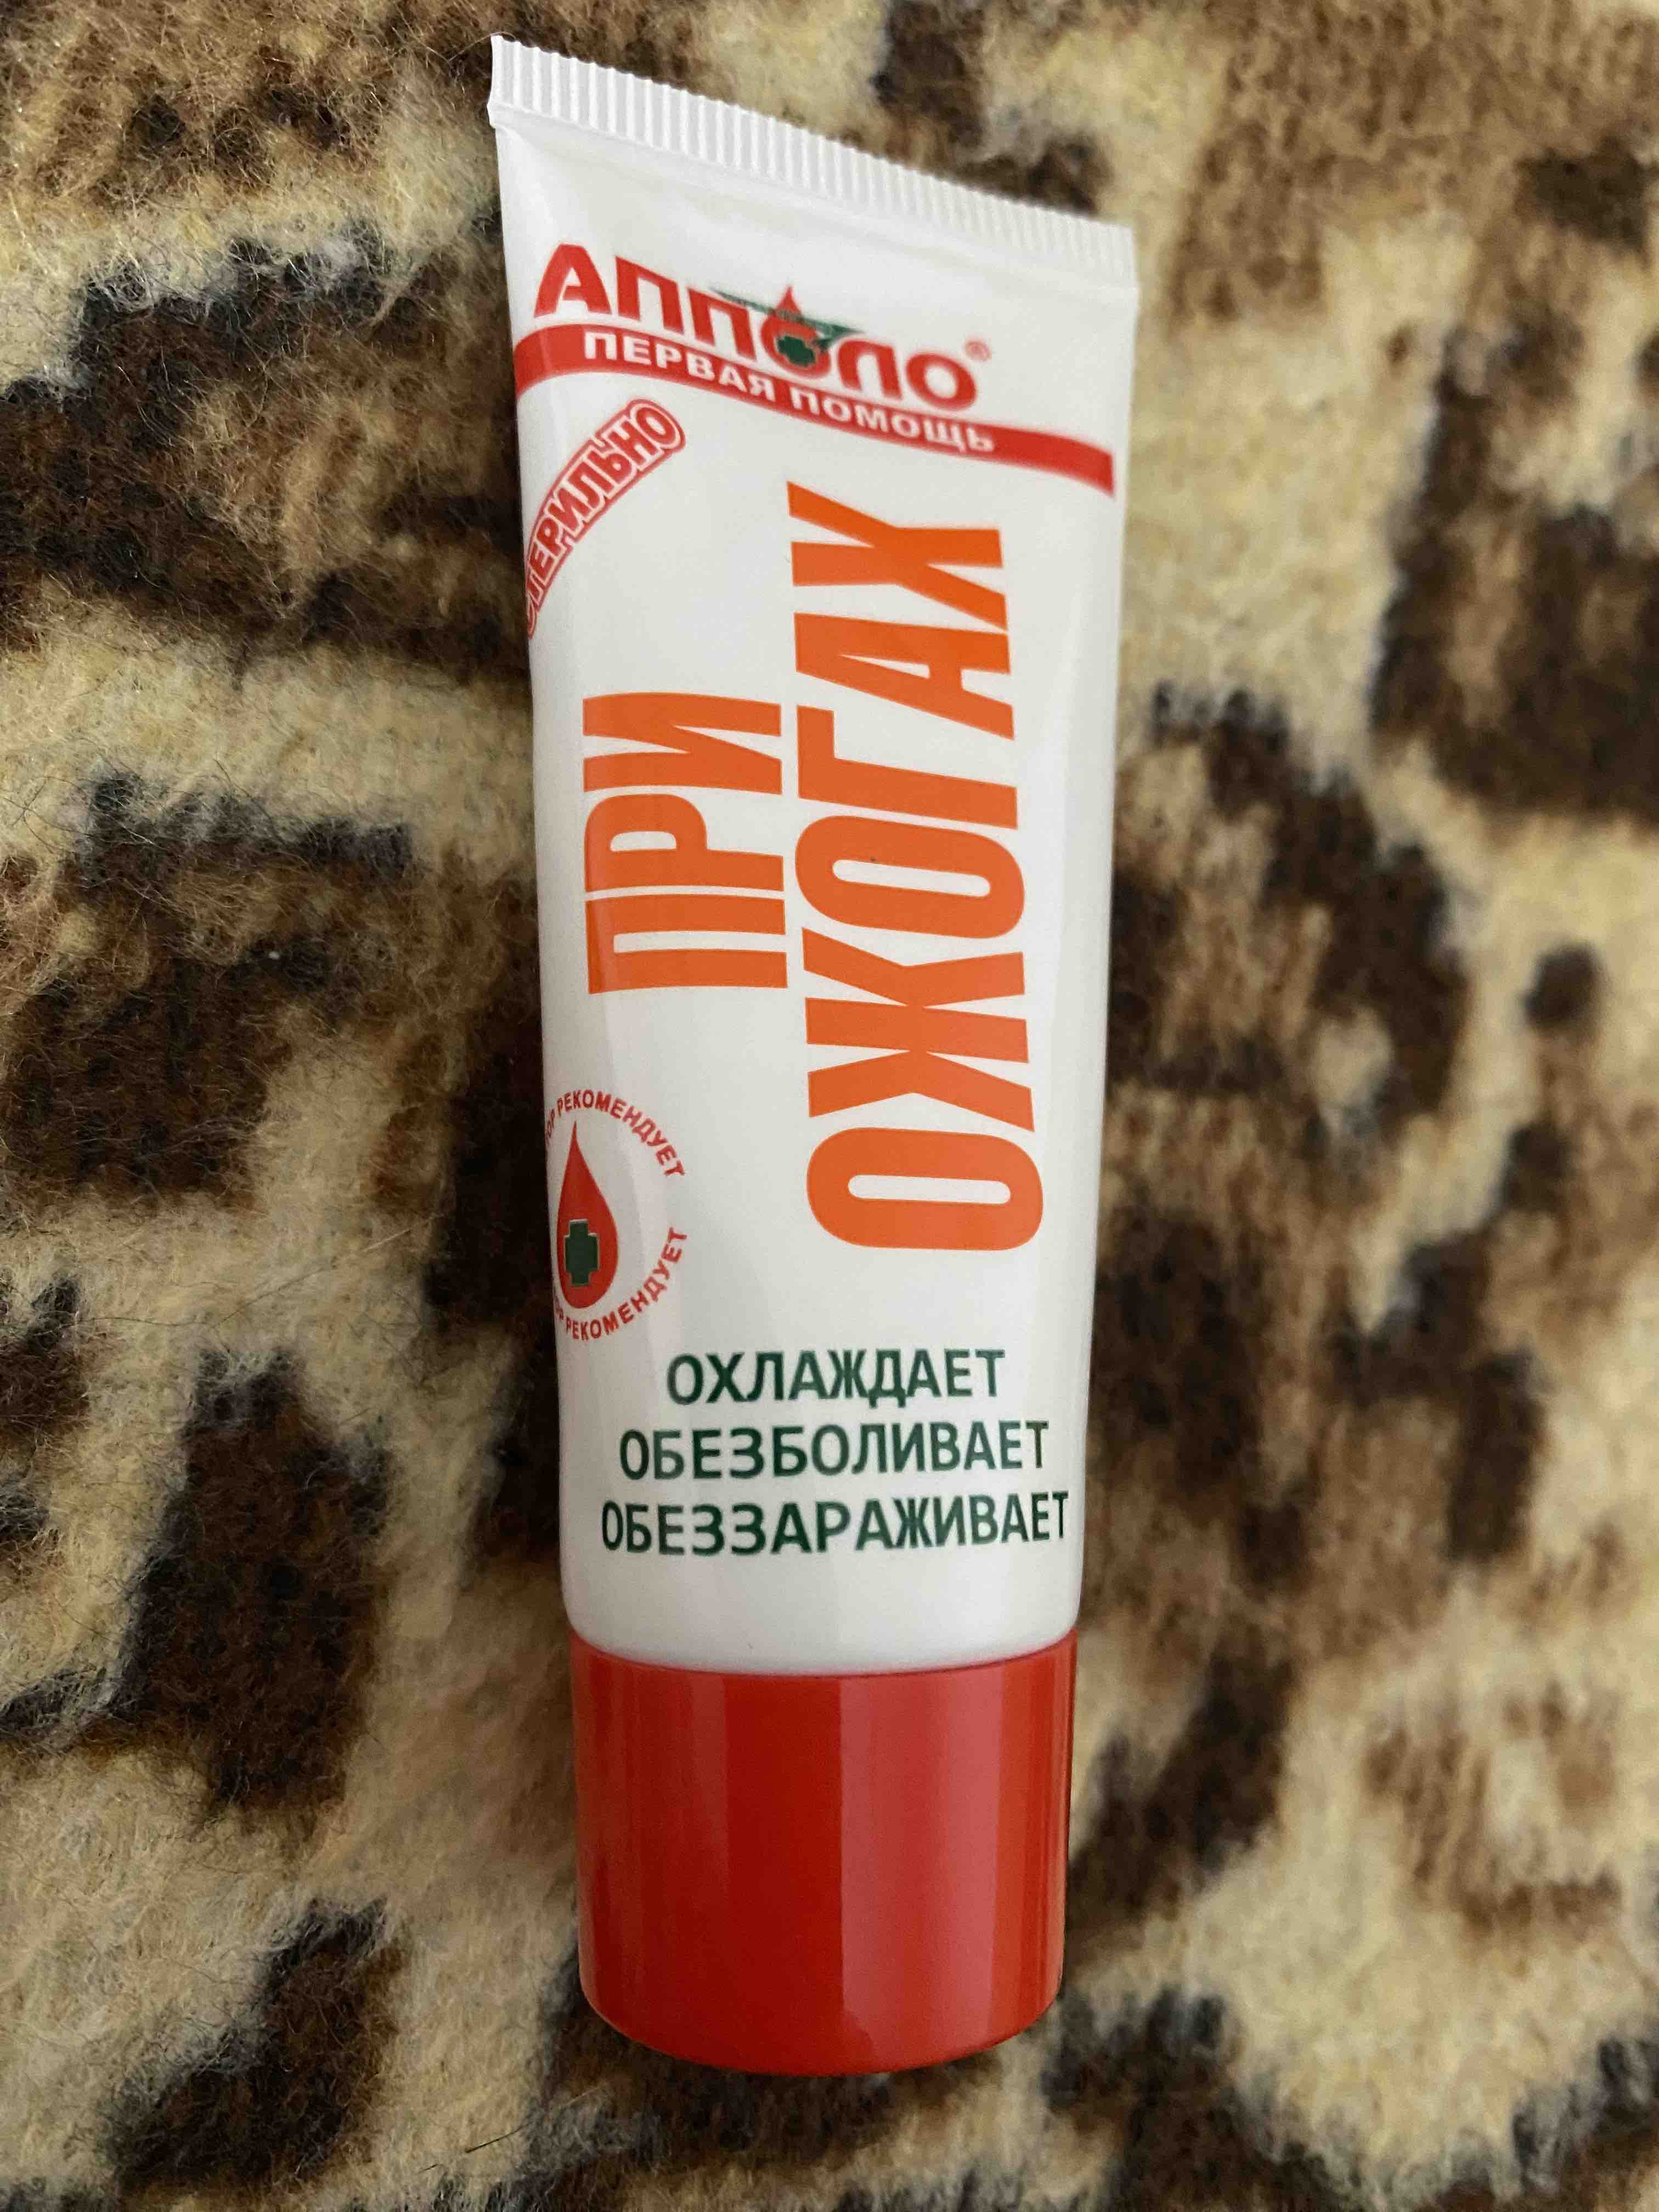 АППОЛО®
ПЕРВАЯ ПОМОЩЬ
СТЕРИЛЬНО
ПРИ
ОЖОГАХ
РЕКОМЕНДУЕТ
РЕКОМЕНДУЕТ
ОХЛАЖДАЕТ
ОБЕЗБОЛИВАЕТ
ОБЕЗЗАРАЖИВАЕТ